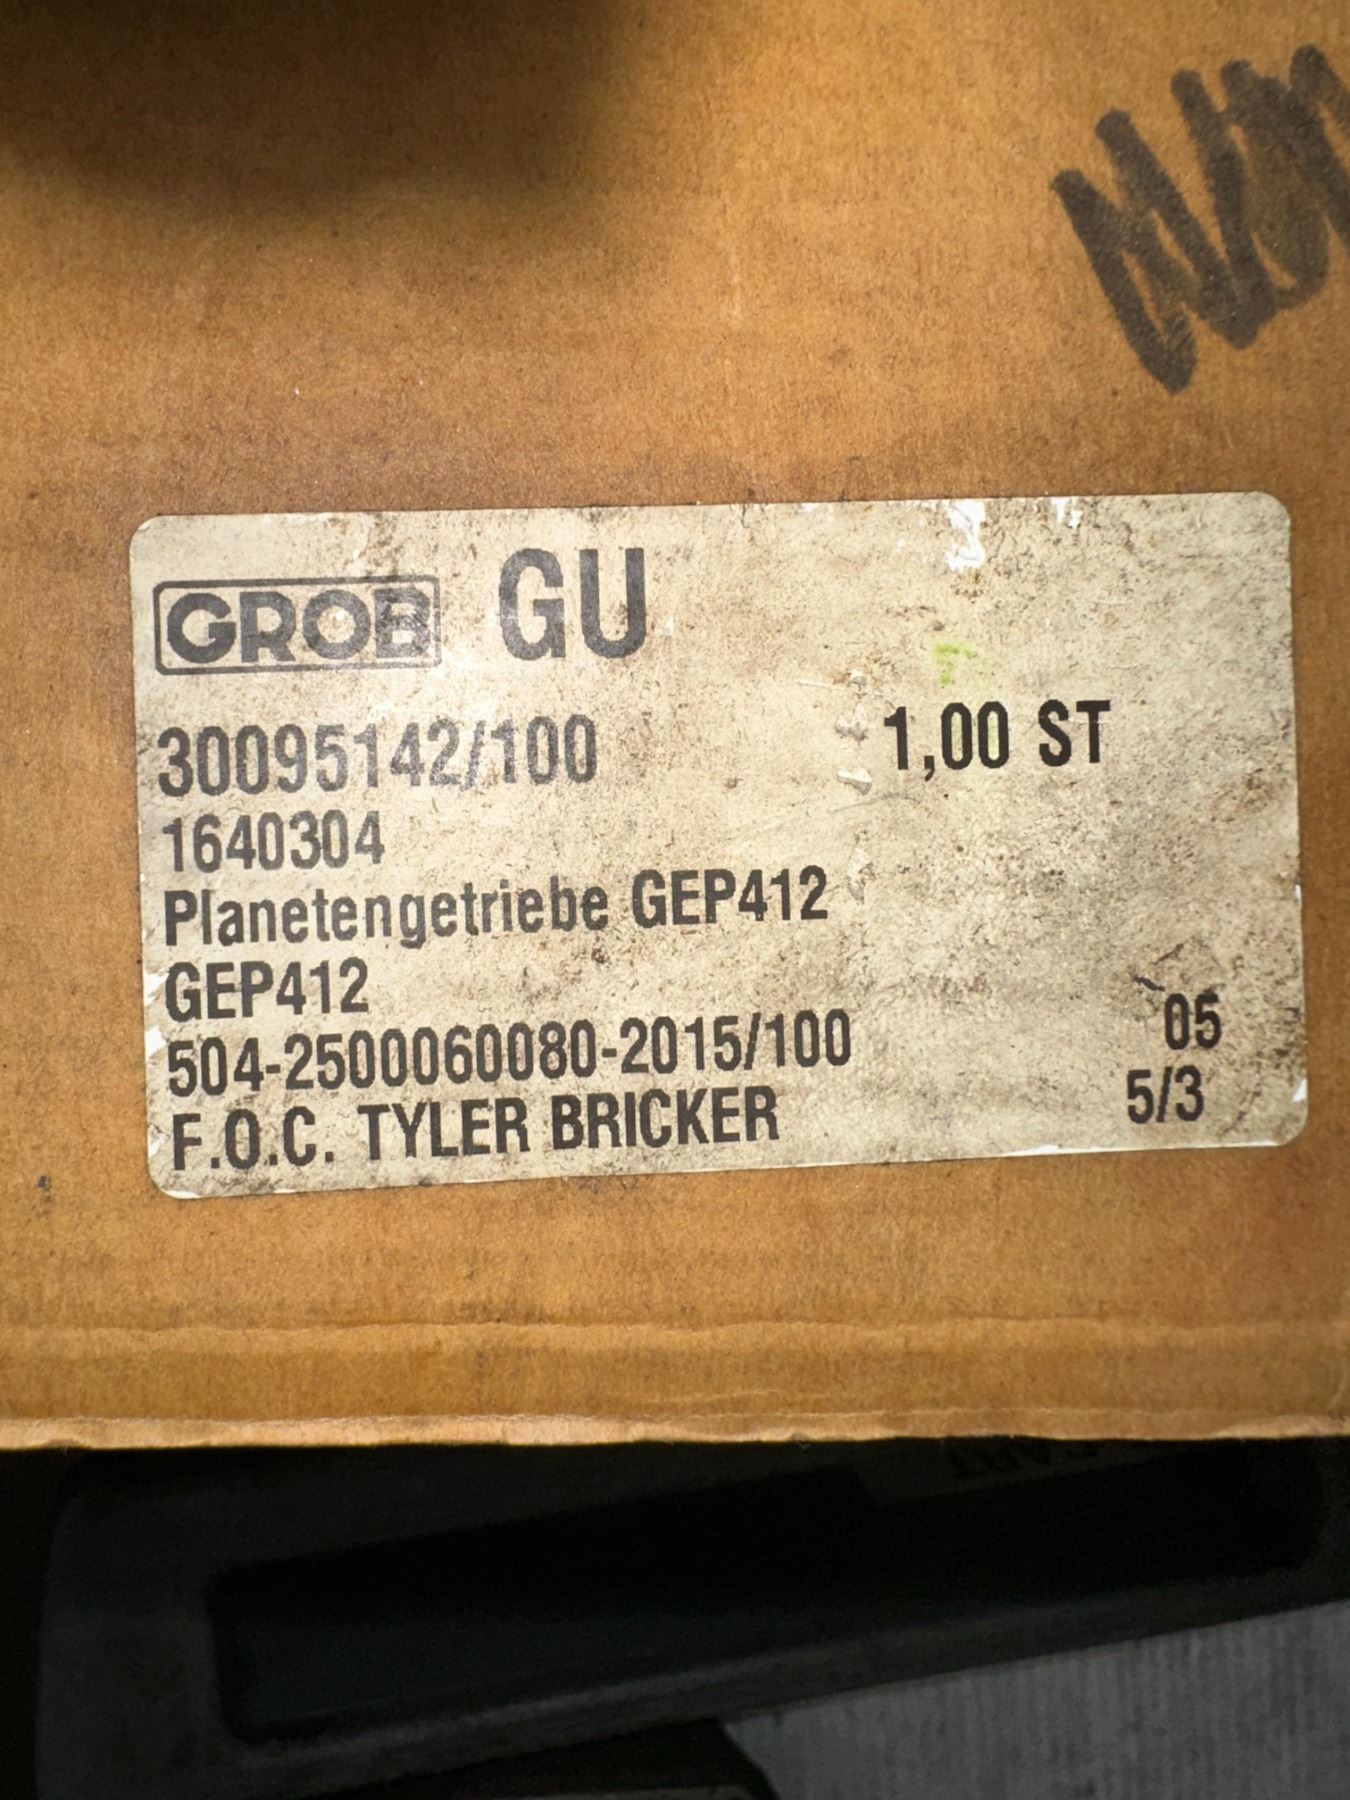 GROB GU
30095142/100 1,00 ST
1640304
Planetengetriebe GEP412
GEP412
504-2500060080-2015/100 05
F.O.C. TYLER BRICKER 5/3